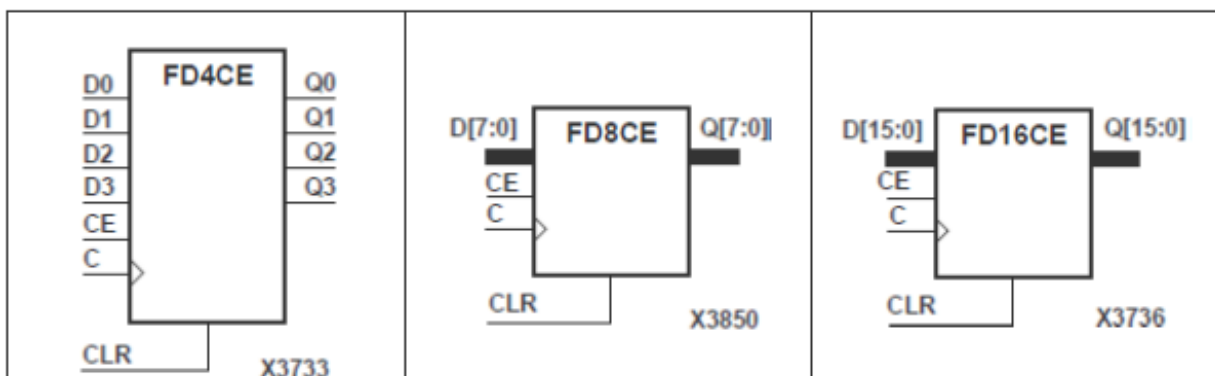 FD4CE
D0 Q0
D1 Q1
D2 Q2
D3 Q3
CE
C
CLR
X3733
D[7:0] FD8CE Q[7:0]
CE
C
CLR
X3850
D[15:0] FD16CE Q[15:0]
CE
C
CLR
X3736